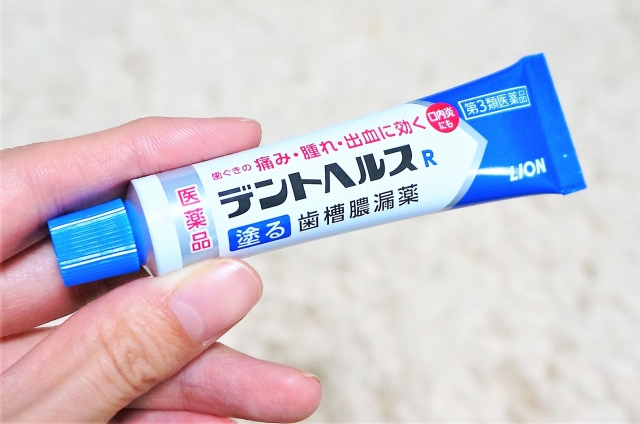 第3類医薬品
歯ぐきの 痛み・腫れ・出血に効く
口内炎
にも
デントヘルスR
塗る 歯槽膿漏薬
医薬品
LION